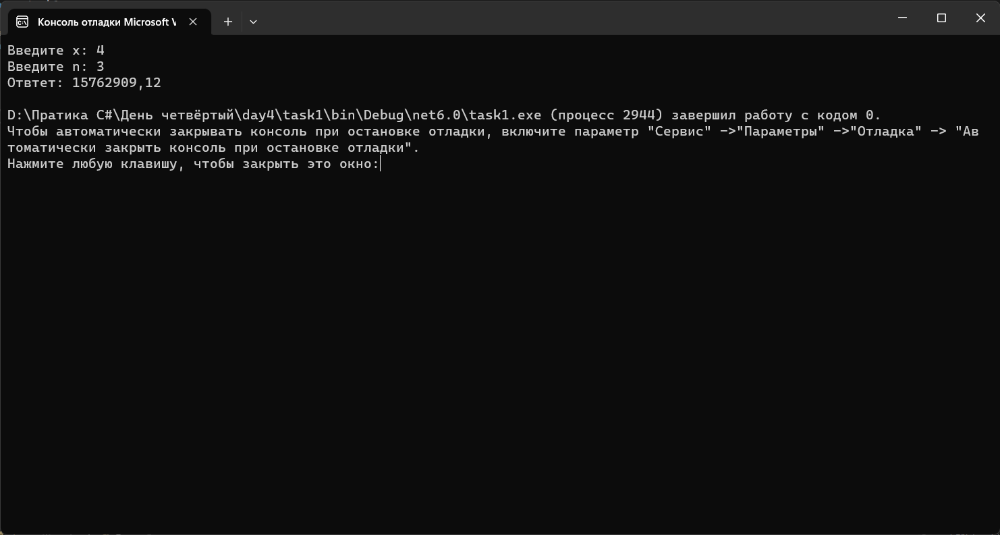 Консоль отладки Microsoft V
Введите x: 4
Введите n: 3
Отвтет: 15762909,12
D:\Пратика C#\День четвёртый\day4\task1\bin\Debug\net6.0\task1.exe (процесс 2944) завершил работу с кодом 0.
Чтобы автоматически закрывать консоль при остановке отладки, включите параметр "Сервис" ->"Параметры" ->"Отладка" -> "Ав
томатически закрыть консоль при остановке отладки".
Нажмите любую клавишу, чтобы закрыть это окно: